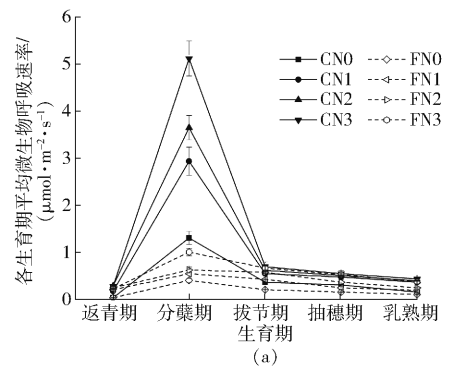 各生育期平均微生物呼吸速率/
(μmol·m⁻²·s⁻¹)
6
5
4
3
2
1
0
CN0 FN0
CN1 FN1
CN2 FN2
CN3 FN3
返青期 分蘖期 拔节期 抽穗期 乳熟期
生育期
(a)